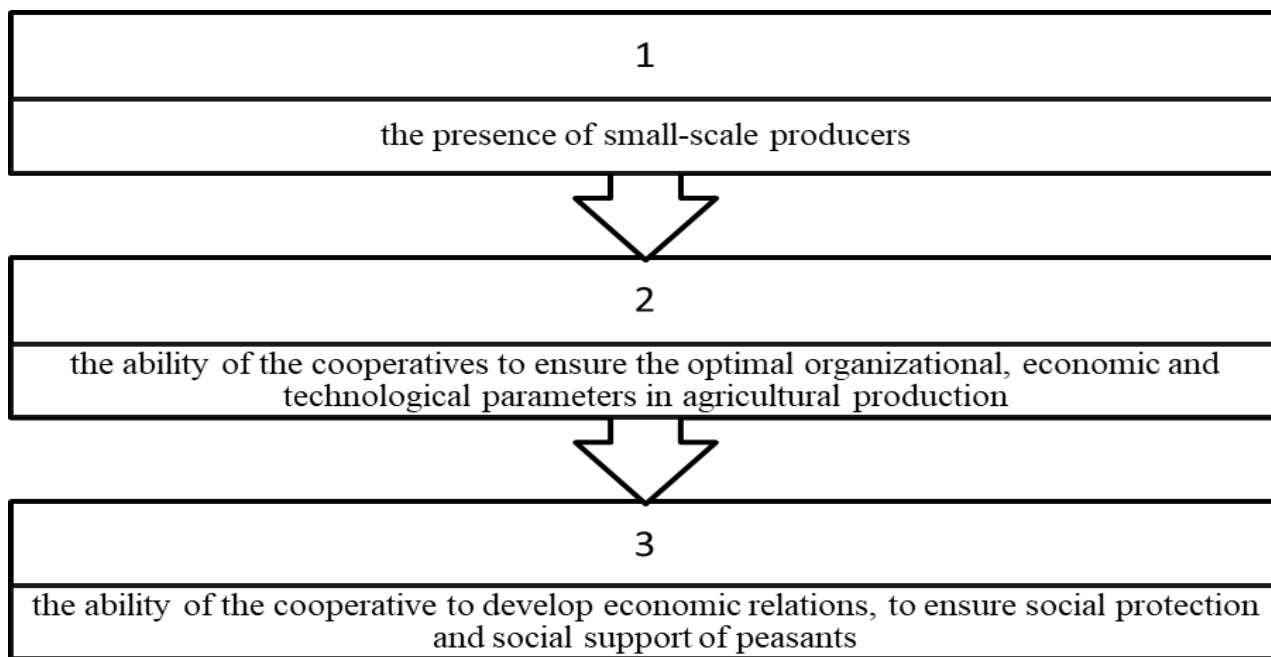 1
the presence of small-scale producers
2
the ability of the cooperatives to ensure the optimal organizational, economic and
technological parameters in agricultural production
3
the ability of the cooperative to develop economic relations, to ensure social protection
and social support of peasants